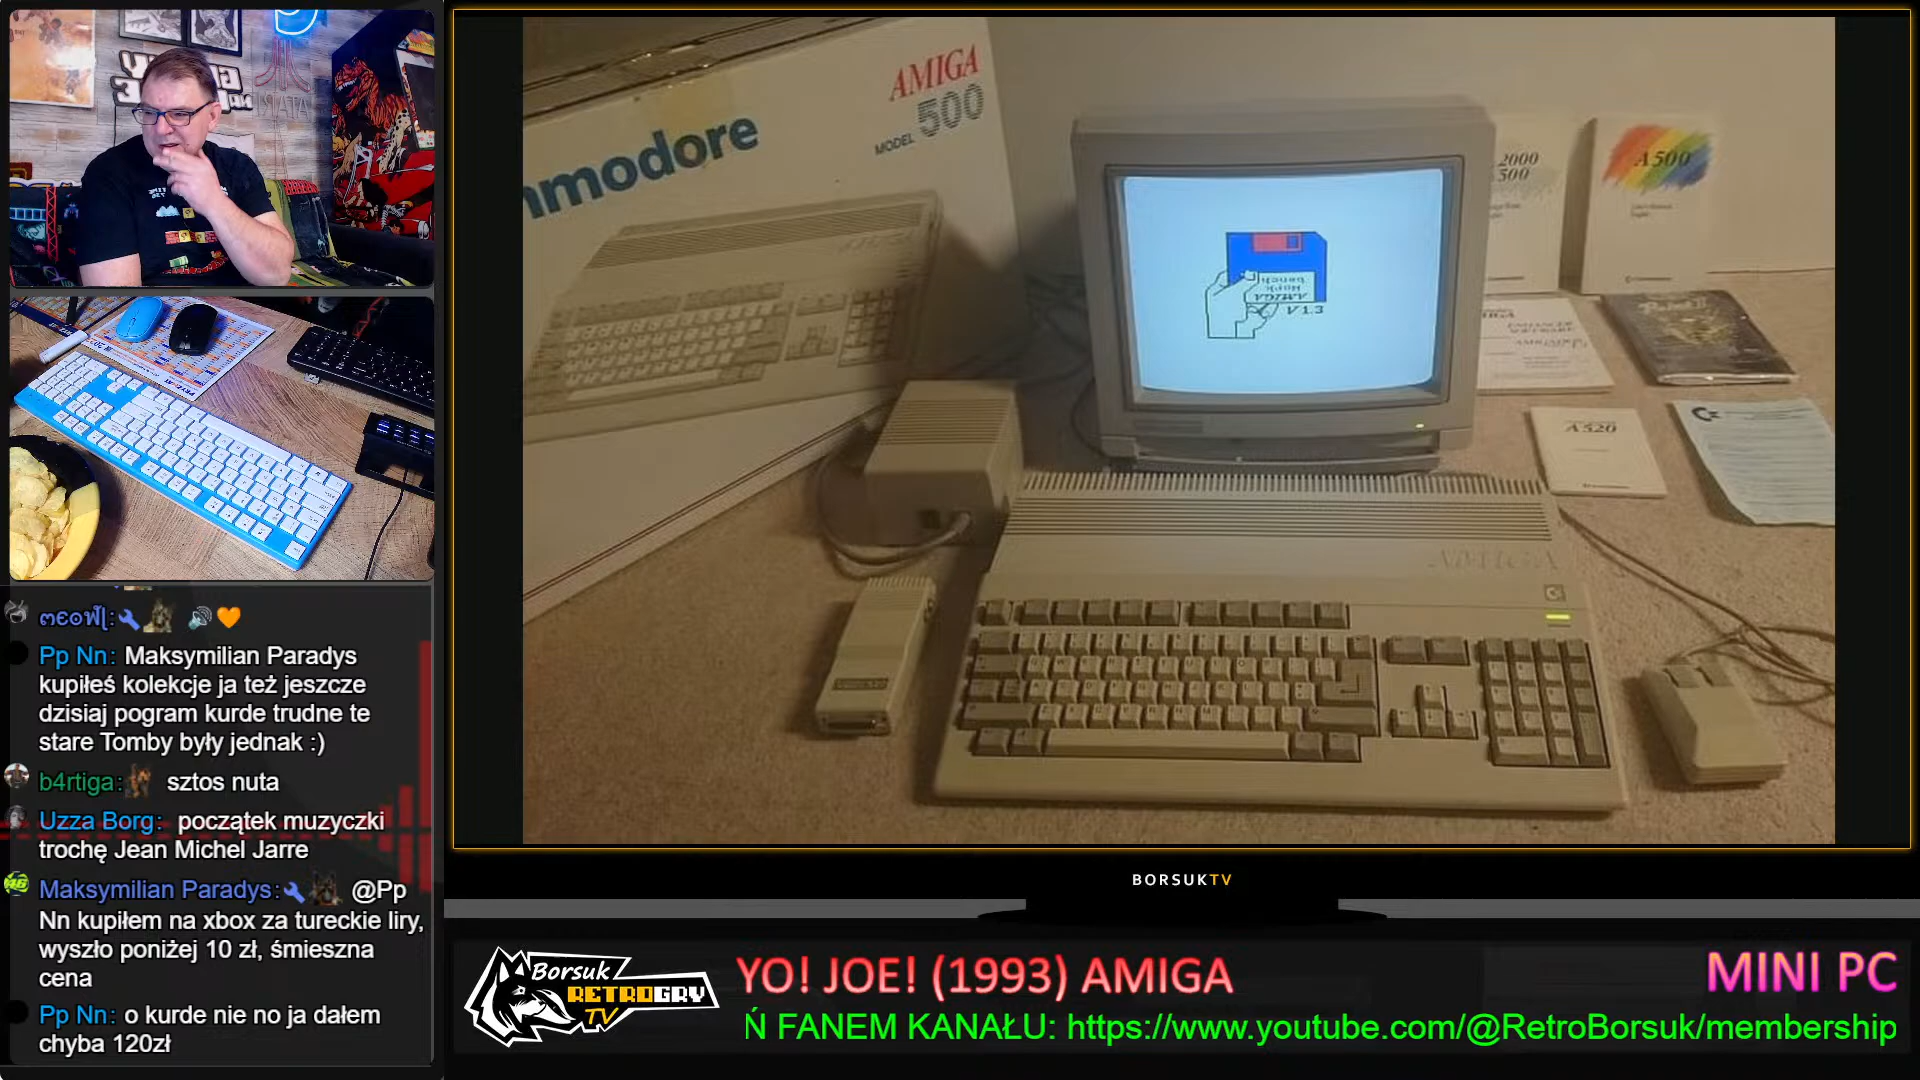 AMIGA
MODEL 500
mmodore
2000
500
A500
AMIGA
Work
bench
V1.3
A520
AMIGA
Pp Nn: Maksymilian Paradys
kupiłeś kolekcje ja też jeszcze
dzisiaj pogram kurde trudne te
stare Tomby były jednak :)
b4rtiga: sztos nuta
Uzza Borg: początek muzyczki
trochę Jean Michel Jarre
Maksymilian Paradys: @Pp
Nn kupiłem na xbox za tureckie liry,
wyszło poniżej 10 zł, śmieszna
cena
Pp Nn: o kurde nie no ja dałem
chyba 120zł
BORSUKTV
Borsuk
RETROGRY
TV
YO! JOE! (1993) AMIGA
MINI PC
Ń FANEM KANAŁU: https://www.youtube.com/@RetroBorsuk/membership